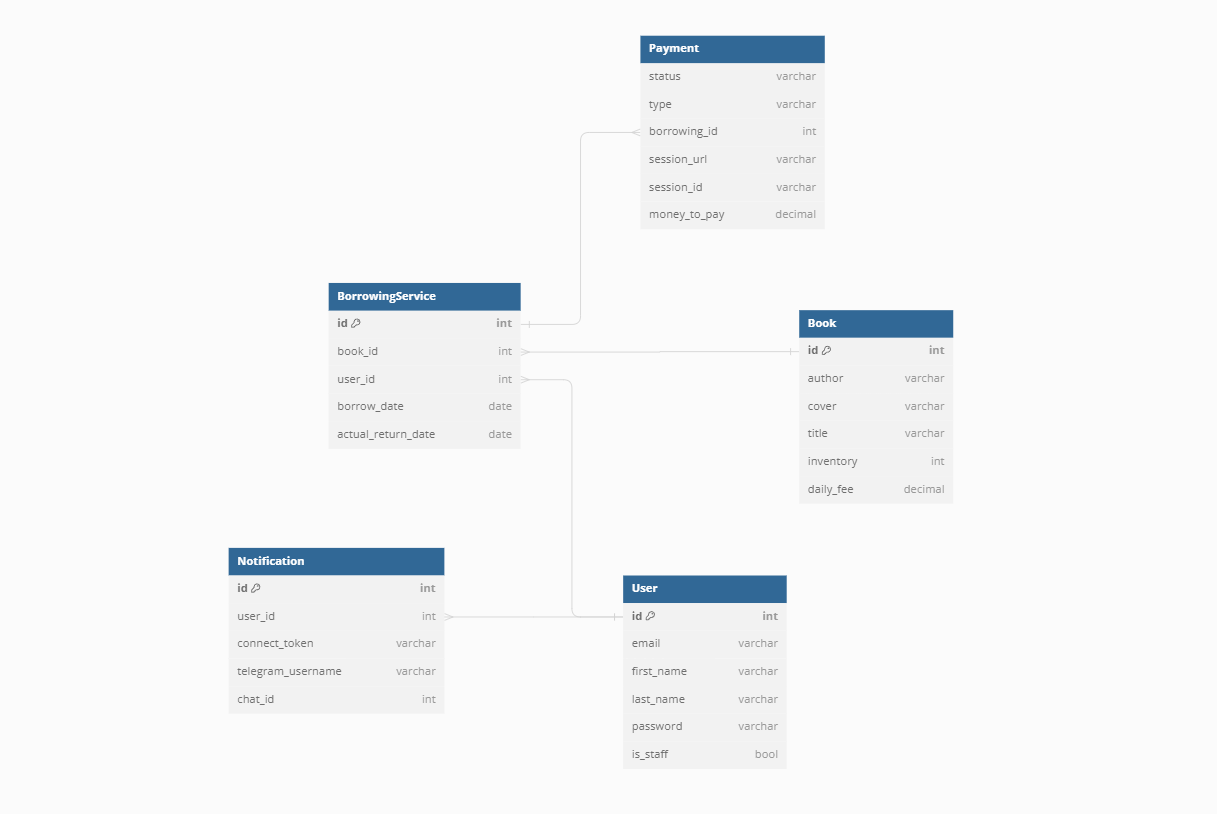 Payment
status varchar
type varchar
borrowing_id int
session_url varchar
session_id varchar
money_to_pay decimal
BorrowingService
id int
book_id int
user_id int
borrow_date date
actual_return_date date
Book
id int
author varchar
cover varchar
title varchar
inventory int
daily_fee decimal
Notification
id int
user_id int
connect_token varchar
telegram_username varchar
chat_id int
User
id int
email varchar
first_name varchar
last_name varchar
password varchar
is_staff bool